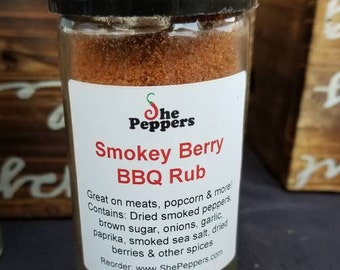 She
Peppers
Smokey Berry
BBQ Rub
Great on meats, popcorn & more!
Contains: Dried smoked peppers,
brown sugar, onions, garlic,
paprika, smoked sea salt, dried
berries & other spices
Reorder: www.ShePeppers.com